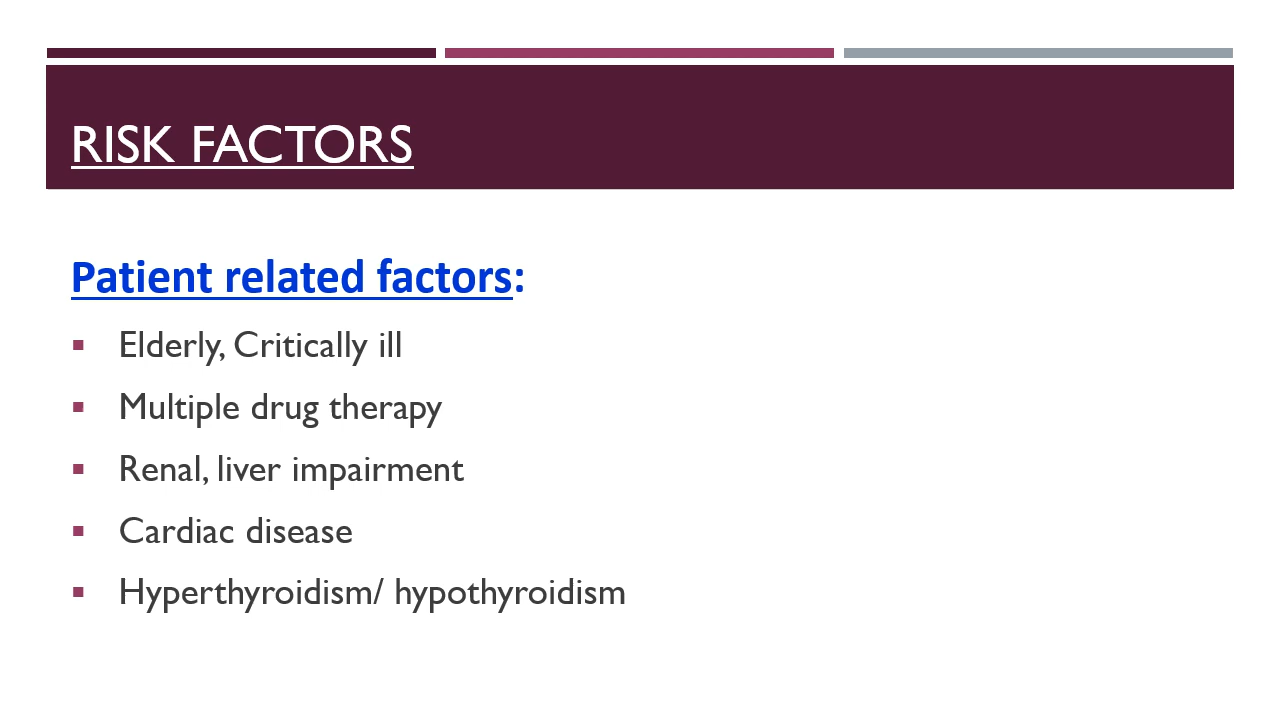 RISK FACTORS
Patient related factors:
▪ Elderly, Critically ill
▪ Multiple drug therapy
▪ Renal, liver impairment
▪ Cardiac disease
▪ Hyperthyroidism/ hypothyroidism